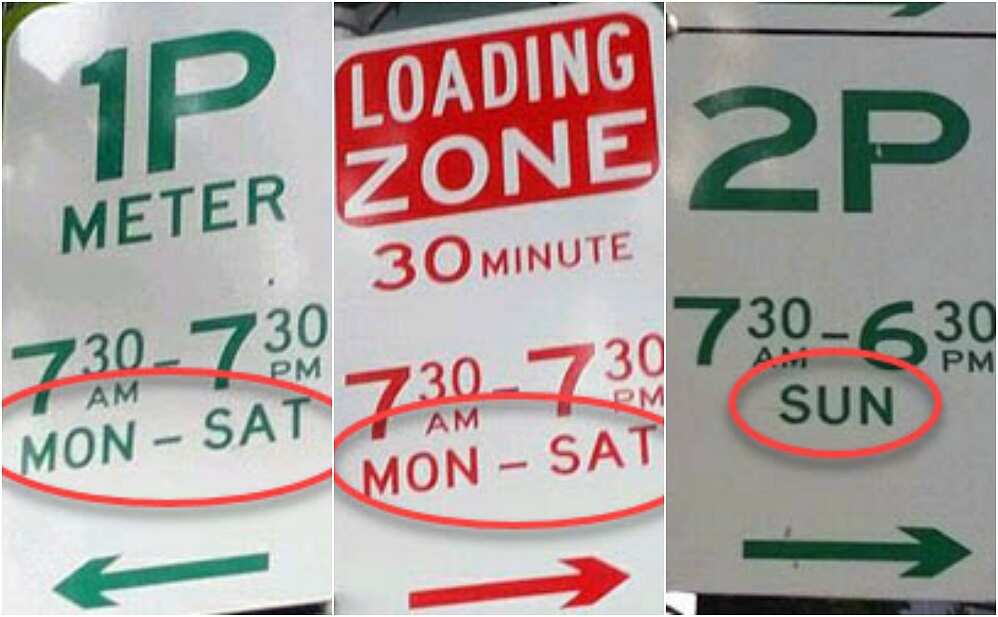 1P
METER
7 30 AM – 7 30 PM
MON – SAT
LOADING
ZONE
30 MINUTE
7 30 AM – 7 30 PM
MON – SAT
2P
7 30 AM – 6 30 PM
SUN